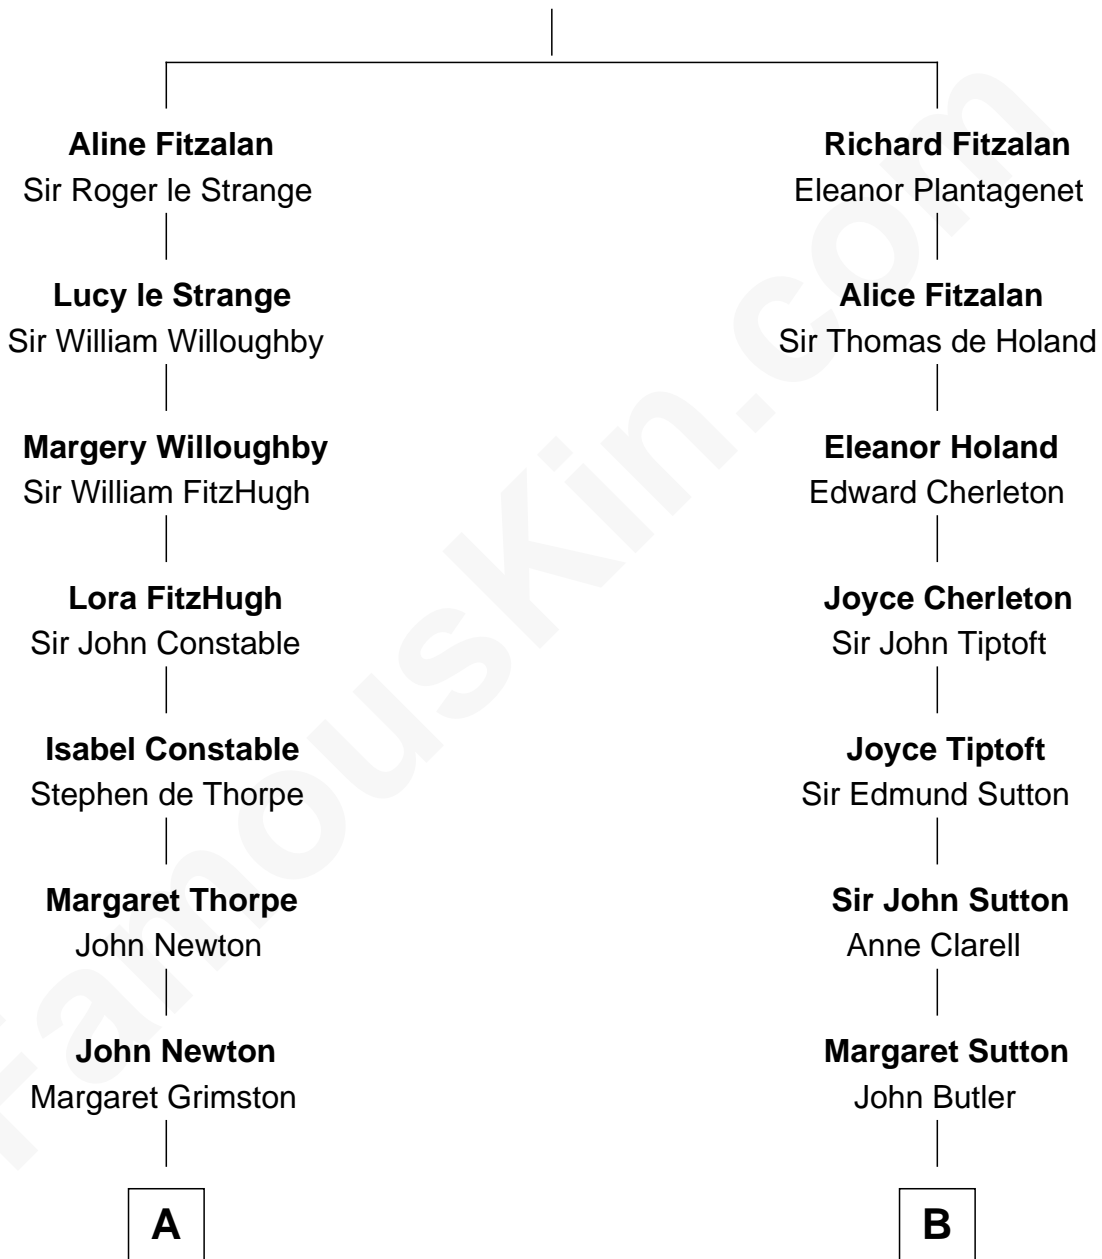 Aline Fitzalan
Sir Roger le Strange
Lucy le Strange
Sir William Willoughby
Margery Willoughby
Sir William FitzHugh
Lora FitzHugh
Sir John Constable
Isabel Constable
Stephen de Thorpe
Margaret Thorpe
John Newton
John Newton
Margaret Grimston
A
Richard Fitzalan
Eleanor Plantagenet
Alice Fitzalan
Sir Thomas de Holand
Eleanor Holand
Edward Cherleton
Joyce Cherleton
Sir John Tiptoft
Joyce Tiptoft
Sir Edmund Sutton
Sir John Sutton
Anne Clarell
Margaret Sutton
John Butler
B
FamousKin.com